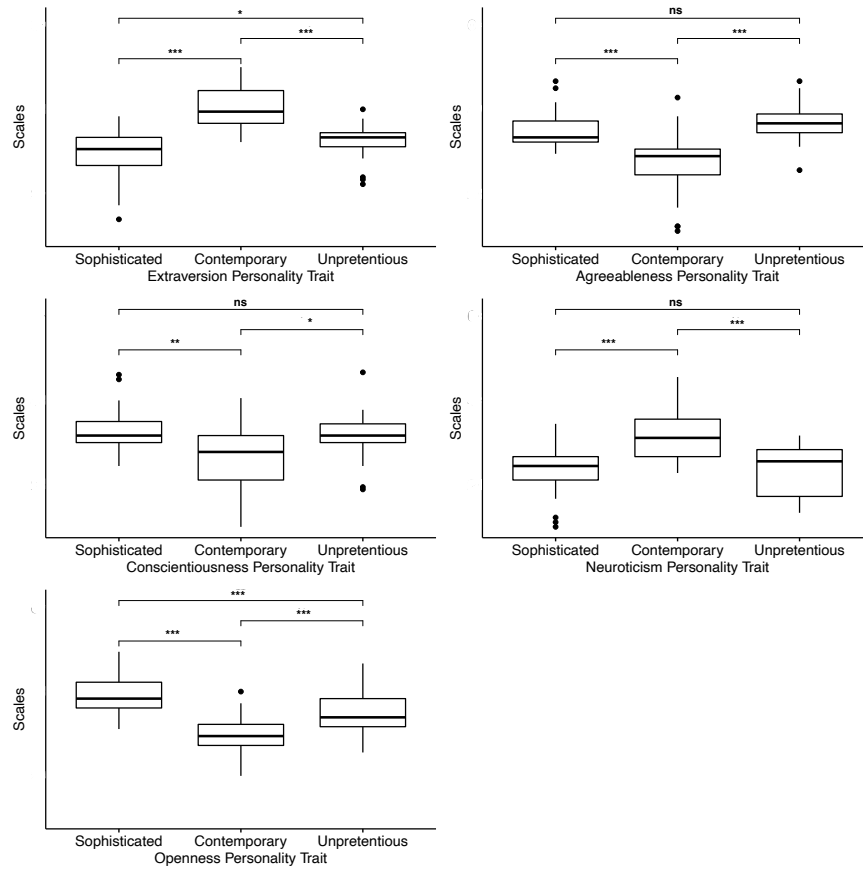 *
***
***
Scales
Sophisticated Contemporary Unpretentious
Extraversion Personality Trait
ns
***
***
Scales
Sophisticated Contemporary Unpretentious
Agreeableness Personality Trait
ns
*
**
Scales
Sophisticated Contemporary Unpretentious
Conscientiousness Personality Trait
ns
***
***
Scales
Sophisticated Contemporary Unpretentious
Neuroticism Personality Trait
***
***
***
Scales
Sophisticated Contemporary Unpretentious
Openness Personality Trait